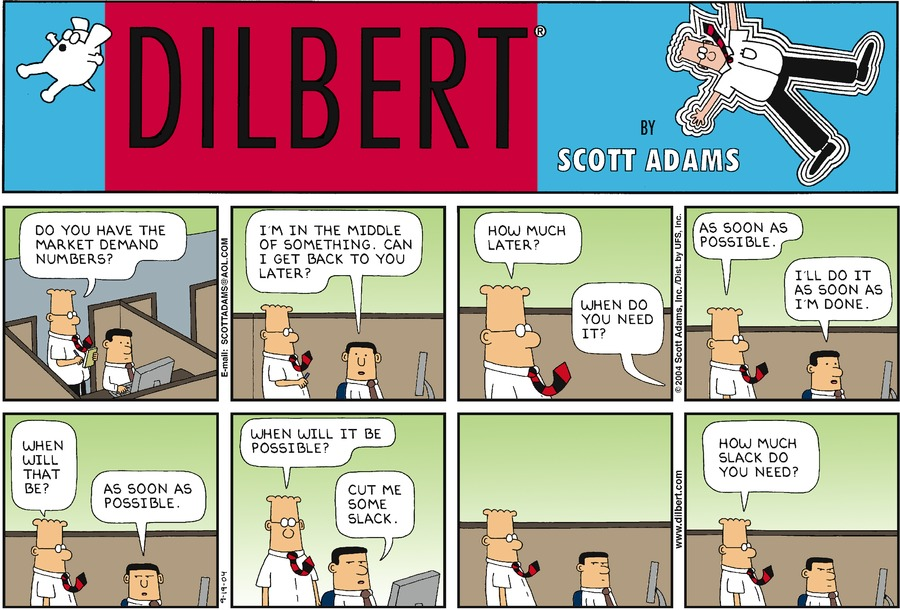 DILBERT®
BY
SCOTT ADAMS
DO YOU HAVE THE
MARKET DEMAND
NUMBERS?
E-mail: SCOTTADAMS@AOL.COM
I'M IN THE MIDDLE
OF SOMETHING. CAN
I GET BACK TO YOU
LATER?
HOW MUCH
LATER?
WHEN DO
YOU NEED
IT?
© 2004 Scott Adams, Inc. /Dist. by UFS, Inc.
AS SOON AS
POSSIBLE.
I'LL DO IT
AS SOON AS
I'M DONE.
WHEN
WILL
THAT
BE?
AS SOON AS
POSSIBLE.
9-19-04
WHEN WILL IT BE
POSSIBLE?
CUT ME
SOME
SLACK.
www.dilbert.com
HOW MUCH
SLACK DO
YOU NEED?